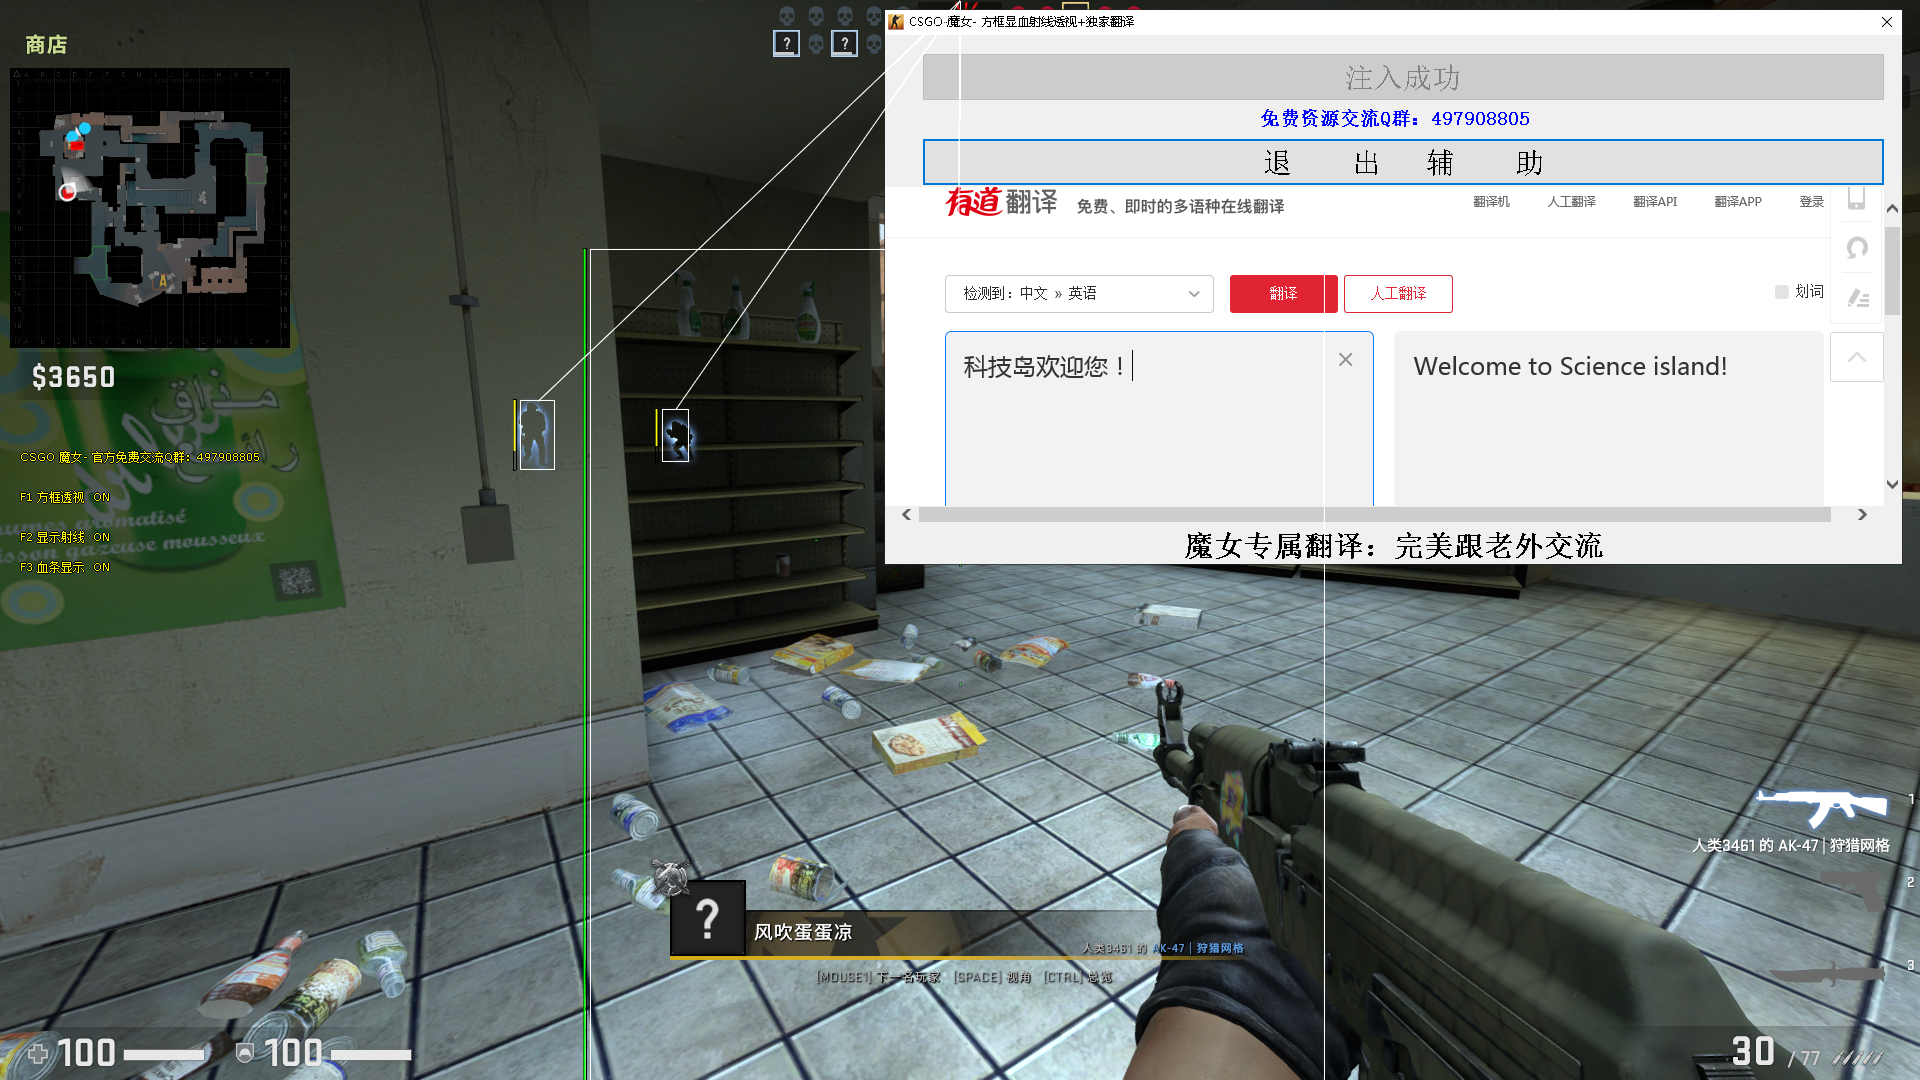 商店
$3650
CSGO 魔女- 官方免费交流Q群：497908805
F1 方框透视 ON
F2 显示射线 ON
F3 血条显示 ON
CSGO 魔女- 方框显血射线透视+独家翻译
注入成功
免费资源交流Q群：497908805
退 出 辅 助
有道翻译 免费、即时的多语种在线翻译
翻译机 人工翻译 翻译API 翻译APP 登录
检测到：中文 » 英语
翻译
人工翻译
划词
科技岛欢迎您！
Welcome to Science island!
魔女专属翻译：完美跟老外交流
1
人类3461 的 AK-47 | 狩猎网格
2
3
?
?
A
?
风吹蛋蛋凉
人类3461 的 AK-47 | 狩猎网格
[MOUSE1] 下一名玩家 [SPACE] 视角 [CTRL] 总览
100
100
30 / 77